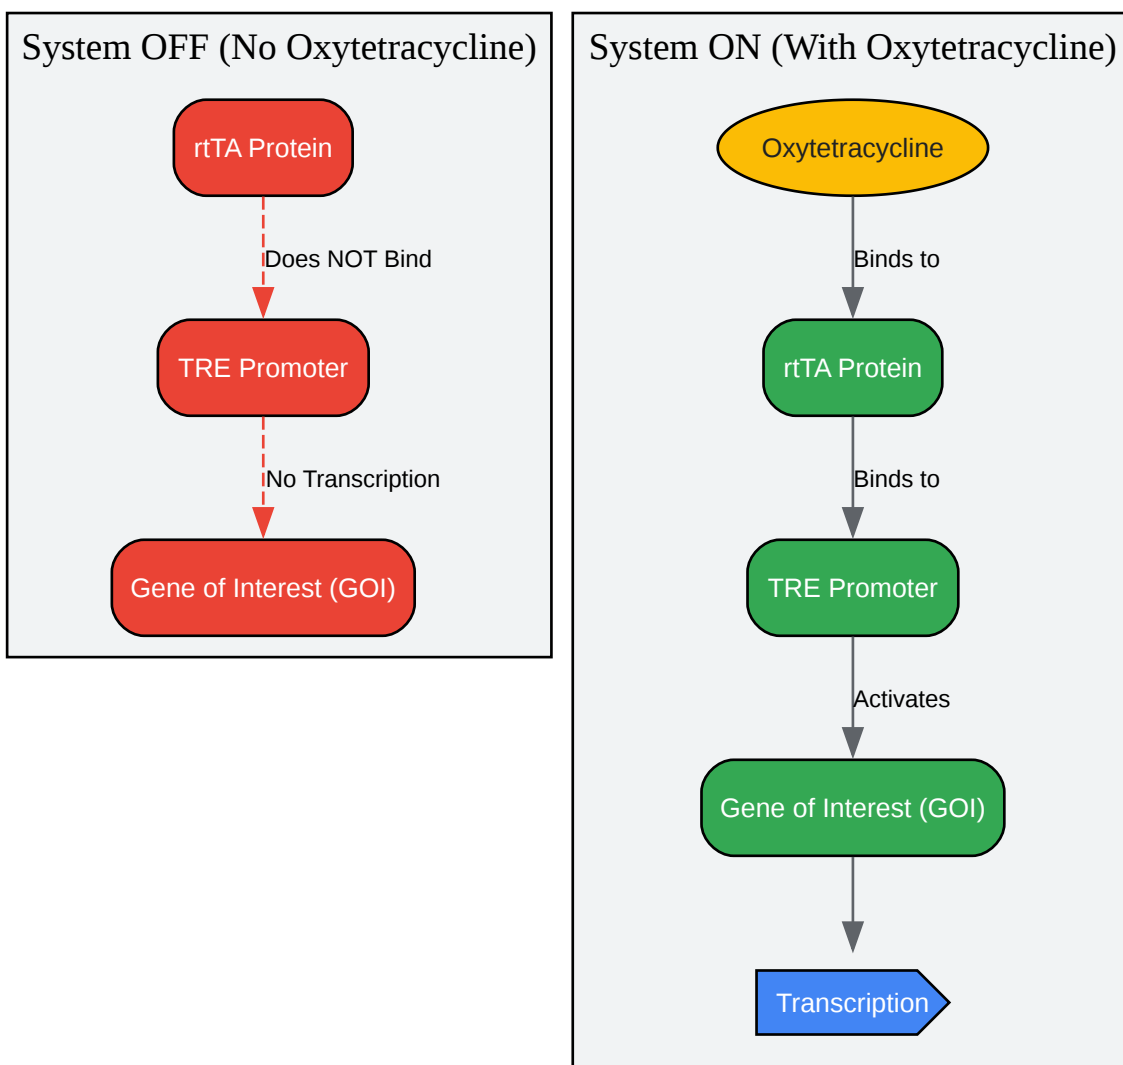 System OFF (No Oxytetracycline)
rtTA Protein
Does NOT Bind
TRE Promoter
No Transcription
Gene of Interest (GOI)
System ON (With Oxytetracycline)
Oxytetracycline
Binds to
rtTA Protein
Binds to
TRE Promoter
Activates
Gene of Interest (GOI)
Transcription